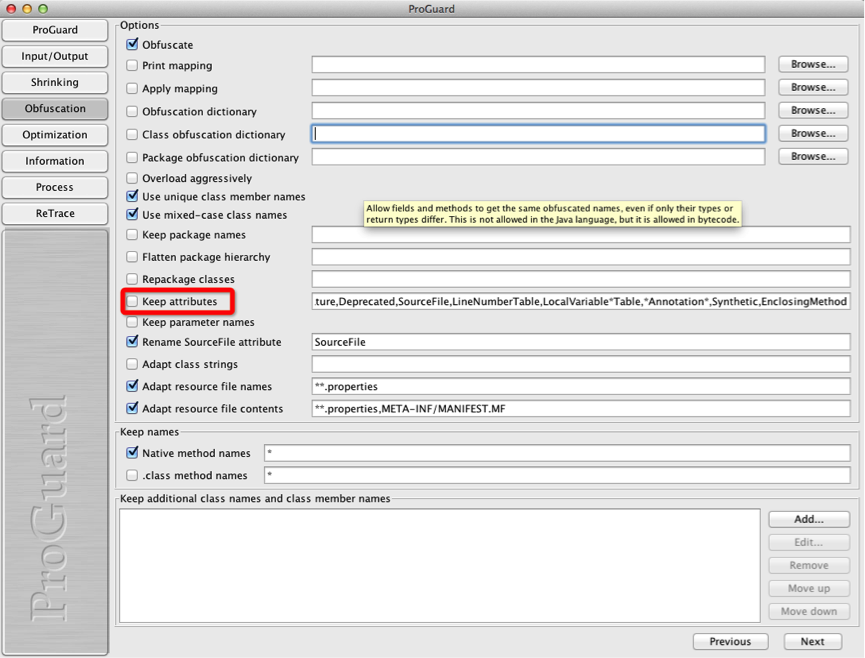 ProGuard
ProGuard
Input/Output
Shrinking
Obfuscation
Optimization
Information
Process
ReTrace
ProGuard
Options
Obfuscate
Print mapping Browse...
Apply mapping Browse...
Obfuscation dictionary Browse...
Class obfuscation dictionary Browse...
Package obfuscation dictionary Browse...
Overload aggressively
Use unique class member names
Use mixed-case class names
Allow fields and methods to get the same obfuscated names, even if only their types or
return types differ. This is not allowed in the Java language, but it is allowed in bytecode.
Keep package names
Flatten package hierarchy
Repackage classes
Keep attributes :ture,Deprecated,SourceFile,LineNumberTable,LocalVariable*Table,*Annotation*,Synthetic,EnclosingMethod
Keep parameter names
Rename SourceFile attribute SourceFile
Adapt class strings
Adapt resource file names **.properties
Adapt resource file contents **.properties,META-INF/MANIFEST.MF
Keep names
Native method names *
.class method names *
Keep additional class names and class member names
Add...
Edit...
Remove
Move up
Move down
Previous Next